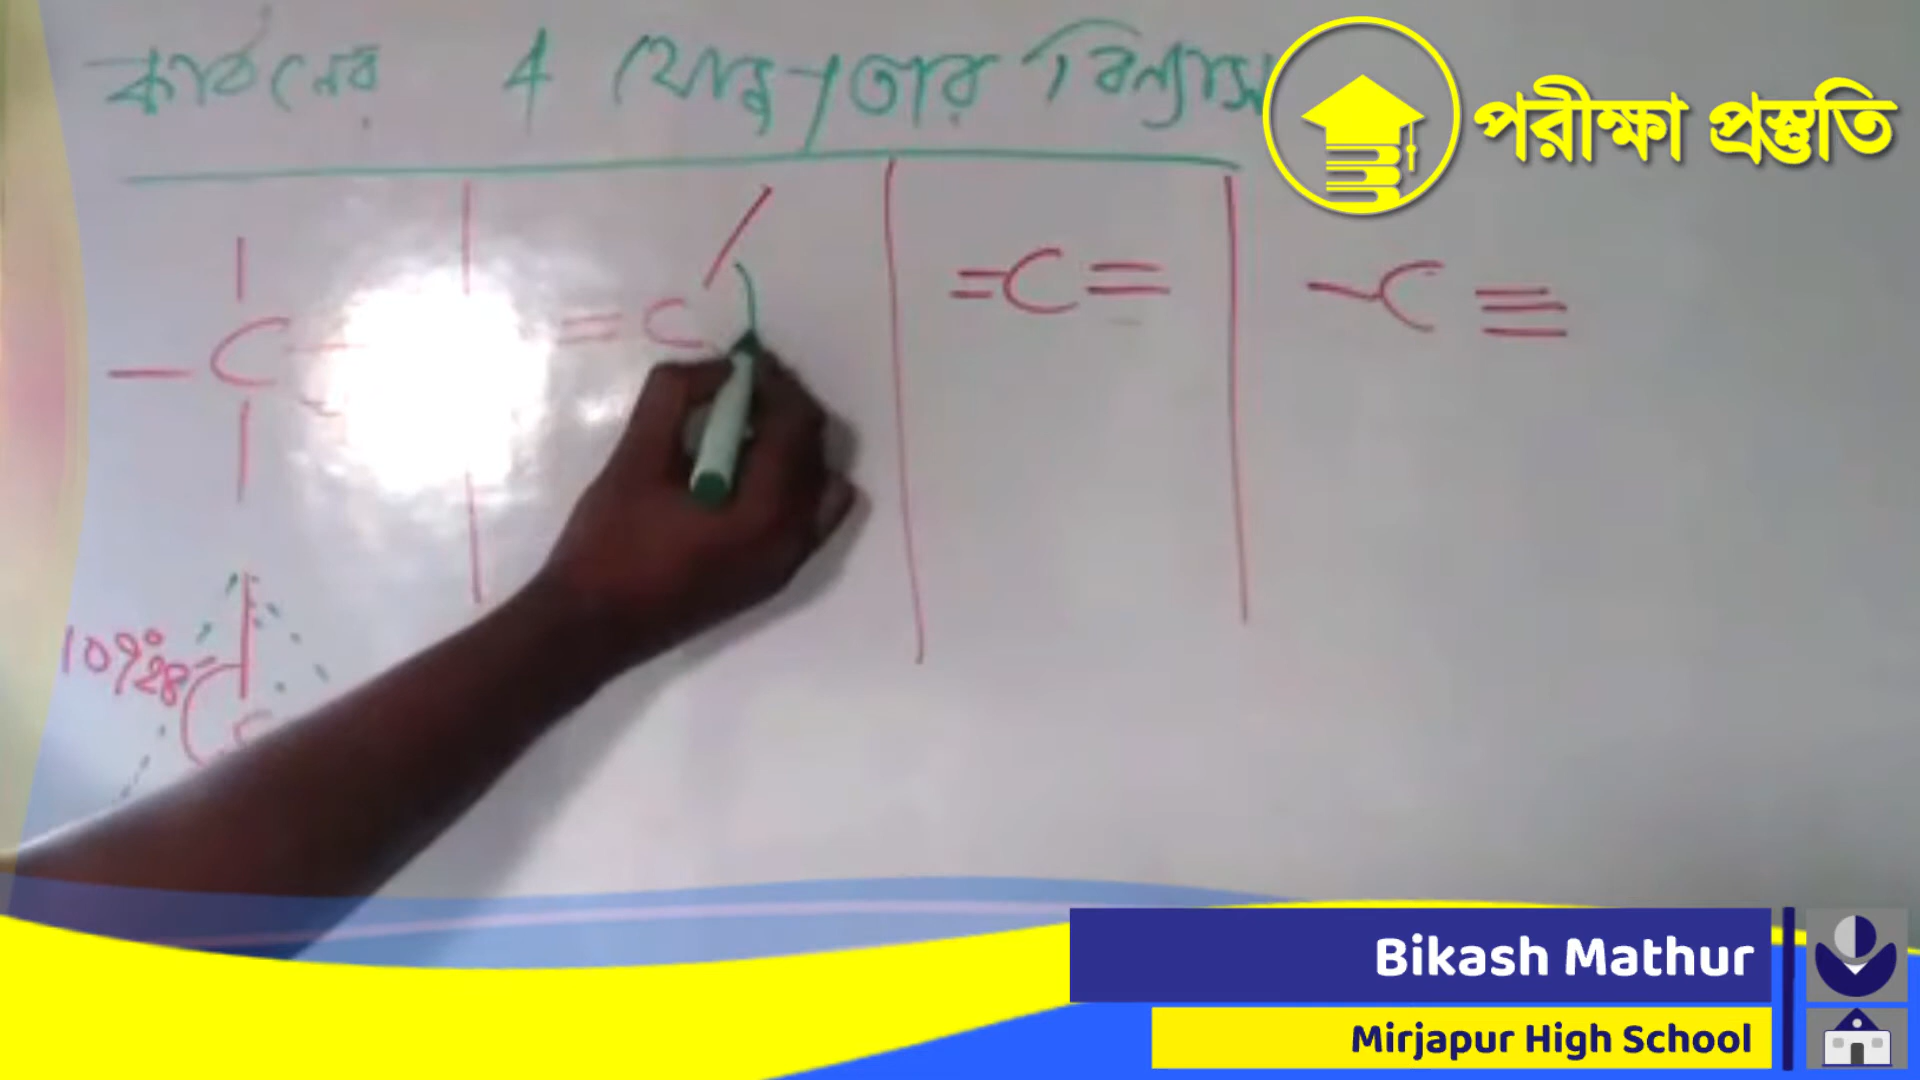 কার্বনের 4 যোজ্যতার বিন্যাস
পরীক্ষা প্রস্তুতি
C
=C
=C=
-C≡
109°28
C
Bikash Mathur
Mirjapur High School